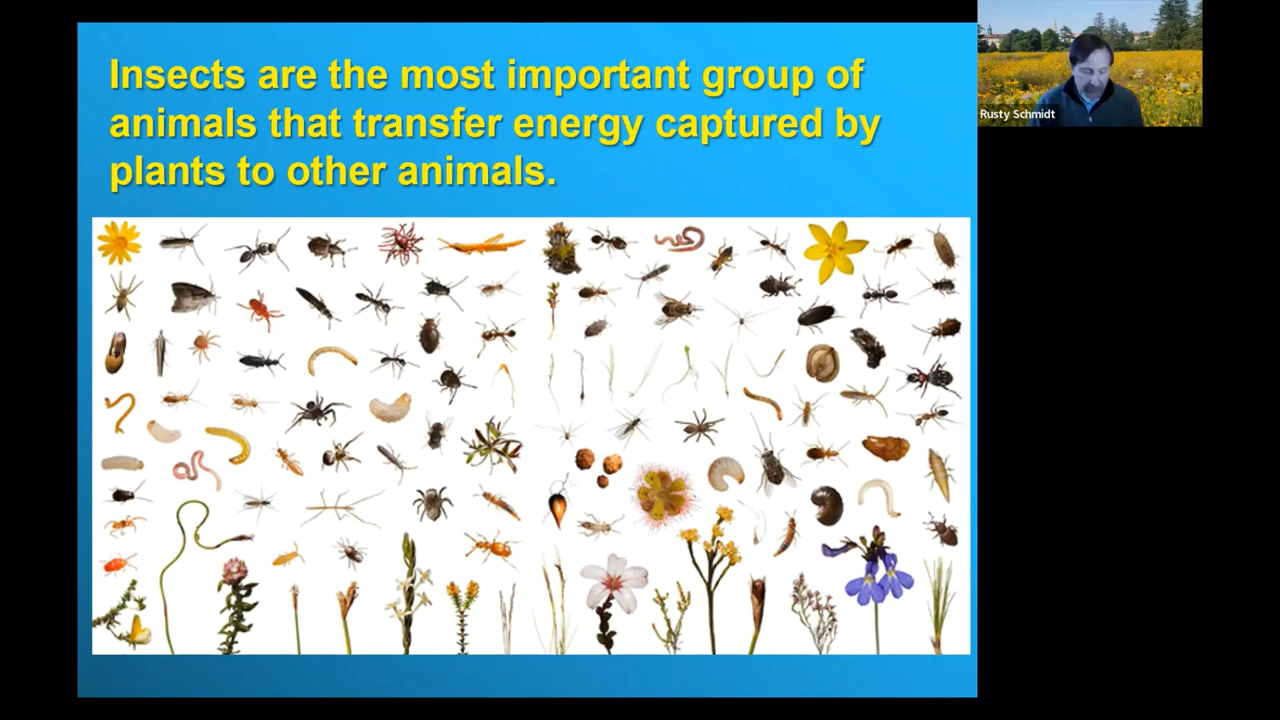 Insects are the most important group of
animals that transfer energy captured by
plants to other animals.
Rusty Schmidt